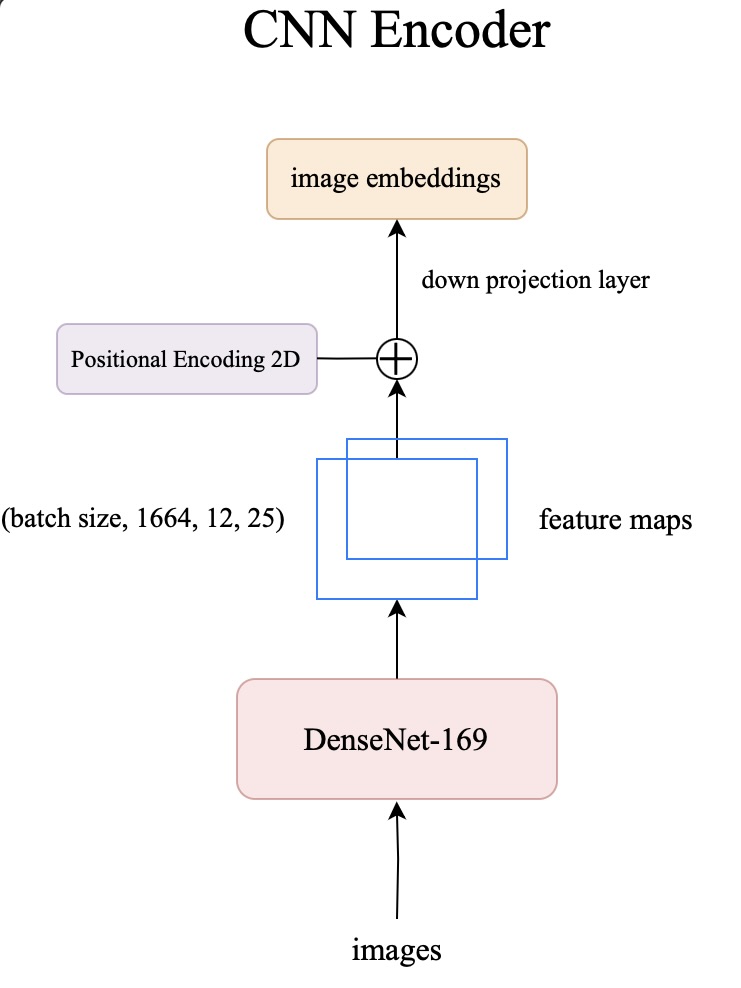 CNN Encoder
image embeddings
down projection layer
Positional Encoding 2D
(batch size, 1664, 12, 25)
feature maps
DenseNet-169
images